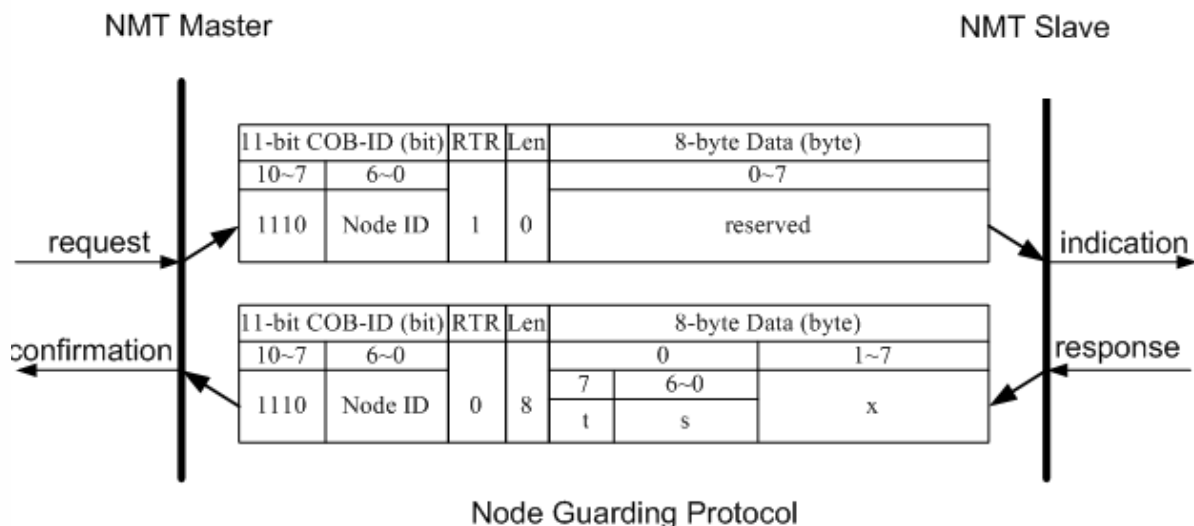 NMT Master
NMT Slave
11-bit COB-ID (bit) RTR Len 8-byte Data (byte)
10~7 6~0 0~7
1110 Node ID 1 0 reserved
request
indication
11-bit COB-ID (bit) RTR Len 8-byte Data (byte)
confirmation
response
10~7 6~0 0 1~7
7 6~0
1110 Node ID 0 8 x
t s
Node Guarding Protocol